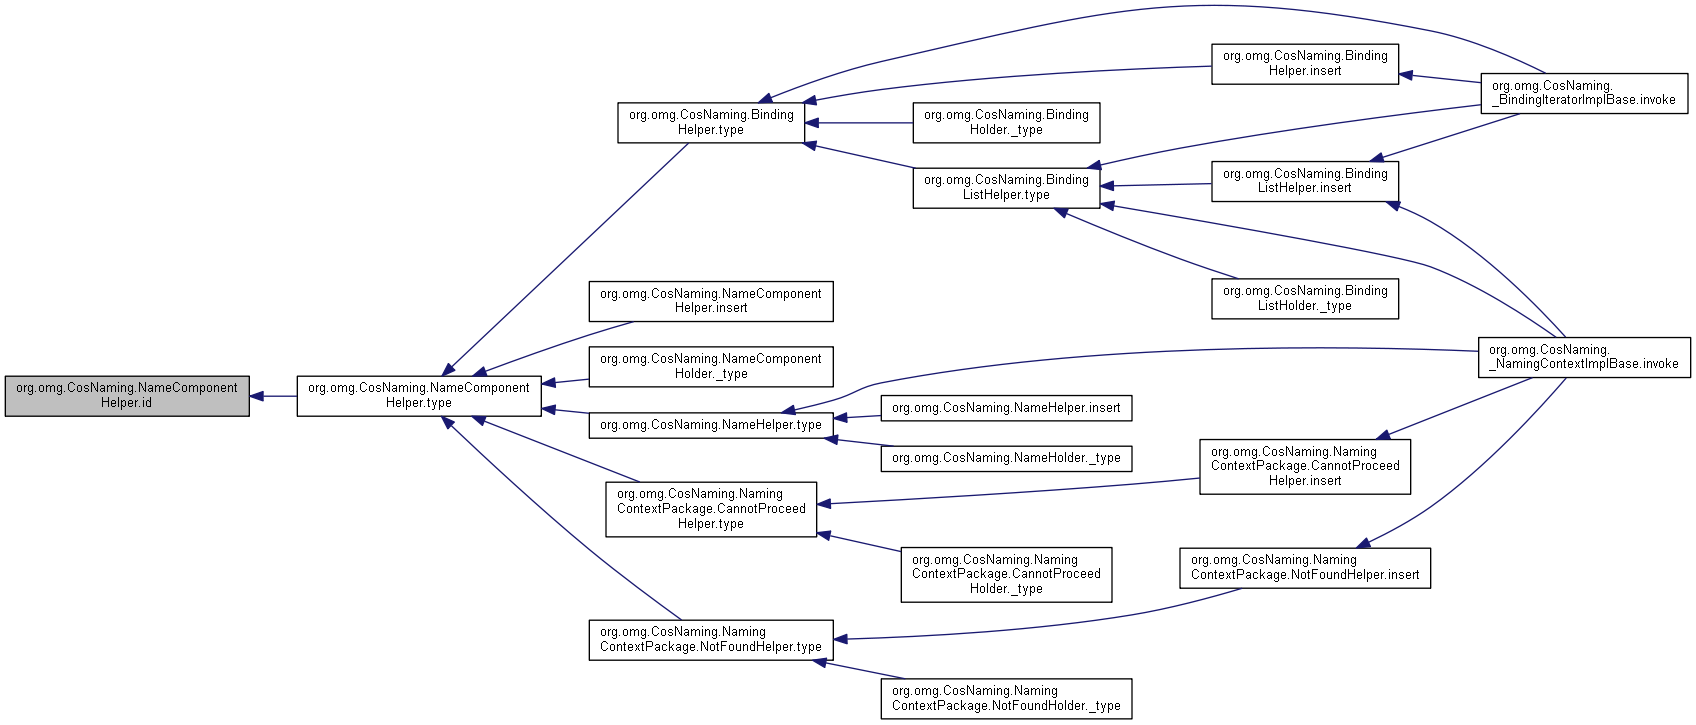 org.omg.CosNaming.NameComponent
Helper.id
org.omg.CosNaming.NameComponent
Helper.type
org.omg.CosNaming.Binding
Helper.type
org.omg.CosNaming.NameComponent
Helper.insert
org.omg.CosNaming.NameComponent
Holder._type
org.omg.CosNaming.NameHelper.type
org.omg.CosNaming.Naming
ContextPackage.CannotProceed
Helper.type
org.omg.CosNaming.Naming
ContextPackage.NotFoundHelper.type
org.omg.CosNaming.Binding
Holder._type
org.omg.CosNaming.Binding
ListHelper.type
org.omg.CosNaming.NameHelper.insert
org.omg.CosNaming.NameHolder._type
org.omg.CosNaming.Naming
ContextPackage.CannotProceed
Holder._type
org.omg.CosNaming.Naming
ContextPackage.NotFoundHolder._type
org.omg.CosNaming.Binding
Helper.insert
org.omg.CosNaming.Binding
ListHelper.insert
org.omg.CosNaming.Binding
ListHolder._type
org.omg.CosNaming.Naming
ContextPackage.CannotProceed
Helper.insert
org.omg.CosNaming.Naming
ContextPackage.NotFoundHelper.insert
org.omg.CosNaming.
_BindingIteratorImplBase.invoke
org.omg.CosNaming.
_NamingContextImplBase.invoke